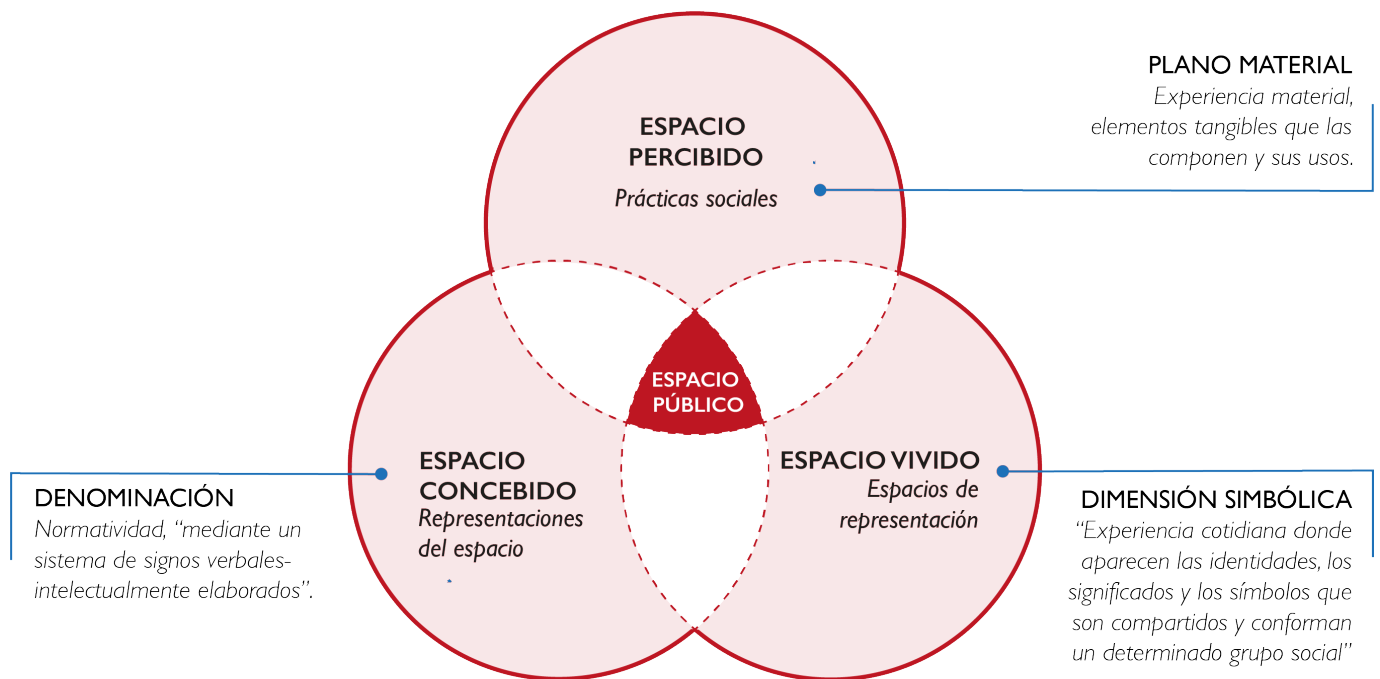 PLANO MATERIAL
Experiencia material,
elementos tangibles que las
componen y sus usos.
ESPACIO
PERCIBIDO
Prácticas sociales
ESPACIO
PÚBLICO
ESPACIO
CONCEBIDO
Representaciones
del espacio
ESPACIO VIVIDO
Espacios de
representación
DENOMINACIÓN
Normatividad, “mediante un
sistema de signos verbales-
intelectualmente elaborados”.
DIMENSIÓN SIMBÓLICA
“Experiencia cotidiana donde
aparecen las identidades, los
significados y los símbolos que
son compartidos y conforman
un determinado grupo social”